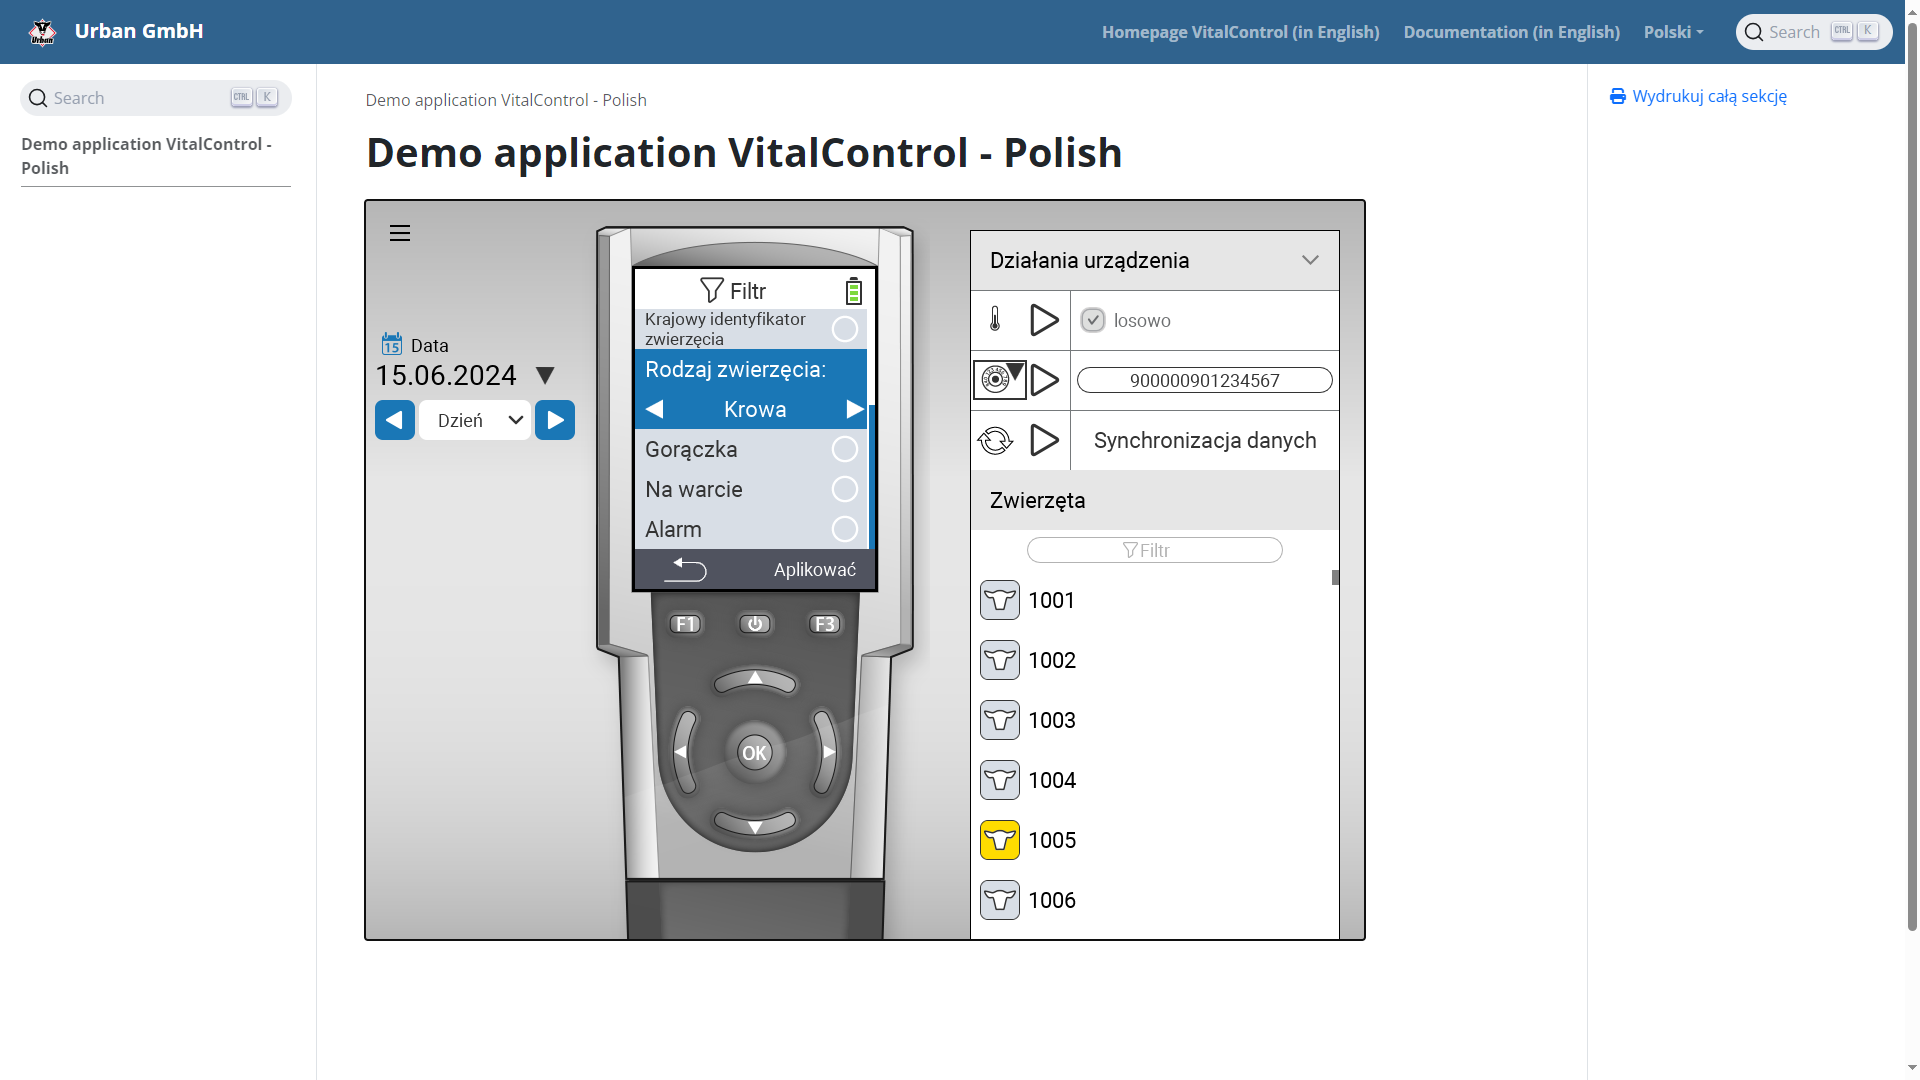 Urban GmbH
Homepage VitalControl (in English)
Documentation (in English)
Polski
Search
CTRL
K
Search
CTRL
K
Demo application VitalControl -
Polish
Demo application VitalControl - Polish
Demo application VitalControl - Polish
Wydrukuj całą sekcję
15
Data
15.06.2024
Dzień
Filtr
Krajowy identyfikator
zwierzęcia
Rodzaj zwierzęcia:
Krowa
Gorączka
Na warcie
Alarm
Aplikować
F1
F3
OK
Działania urządzenia
losowo
900000901234567
Synchronizacja danych
Zwierzęta
Filtr
1001
1002
1003
1004
1005
1006